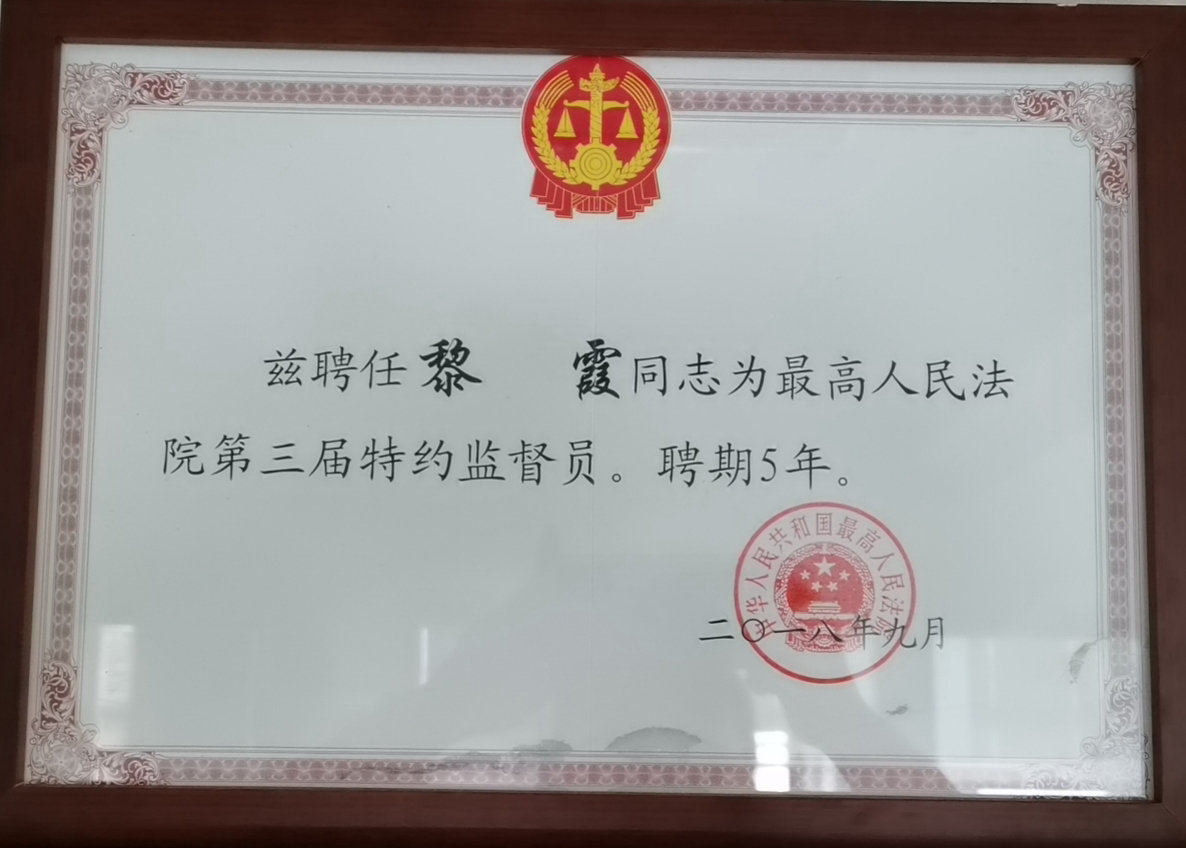 兹聘任黎 霞同志为最高人民法
院第三届特约监督员。聘期5年。
中华人民共和国最高人民法院
二〇一八年九月